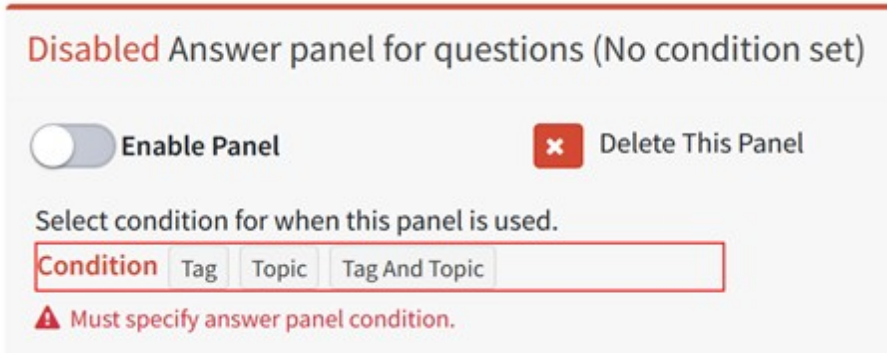 Disabled Answer panel for questions (No condition set)
Enable Panel
Delete This Panel
Select condition for when this panel is used.
Condition Tag Topic Tag And Topic
Must specify answer panel condition.